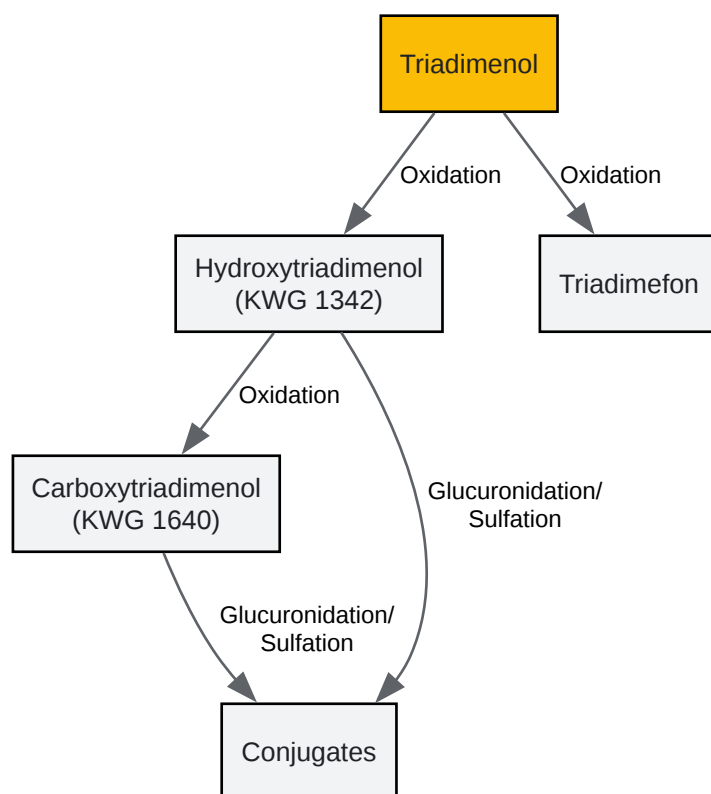 Triadimenol
Oxidation
Oxidation
Hydroxytriadimenol
(KWG 1342)
Triadimefon
Oxidation
Carboxytriadimenol
(KWG 1640)
Glucuronidation/
Sulfation
Glucuronidation/
Sulfation
Conjugates